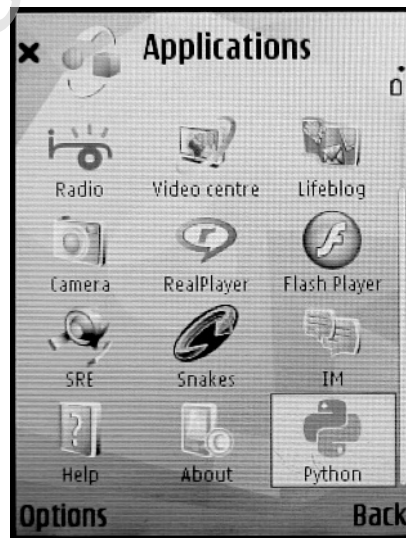 Applications
Radio Video centre Lifeblog
Camera RealPlayer Flash Player
SRE Snakes IM
Help About Python
Options Back